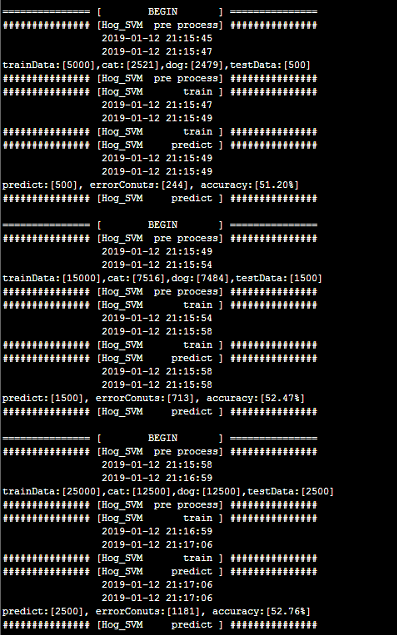 =============== [       BEGIN       ] ===============
############### [Hog_SVM  pre process] ###############
2019-01-12 21:15:45
2019-01-12 21:15:47
trainData:[5000],cat:[2521],dog:[2479],testData:[500]
############### [Hog_SVM  pre process] ###############
############### [Hog_SVM       train ] ###############
2019-01-12 21:15:47
2019-01-12 21:15:49
############### [Hog_SVM       train ] ###############
############### [Hog_SVM     predict ] ###############
2019-01-12 21:15:49
2019-01-12 21:15:49
predict:[500], errorConuts:[244], accuracy:[51.20%]
############### [Hog_SVM     predict ] ###############
=============== [       BEGIN       ] ===============
############### [Hog_SVM  pre process] ###############
2019-01-12 21:15:49
2019-01-12 21:15:54
trainData:[15000],cat:[7516],dog:[7484],testData:[1500]
############### [Hog_SVM  pre process] ###############
############### [Hog_SVM       train ] ###############
2019-01-12 21:15:54
2019-01-12 21:15:58
############### [Hog_SVM       train ] ###############
############### [Hog_SVM     predict ] ###############
2019-01-12 21:15:58
2019-01-12 21:15:58
predict:[1500], errorConuts:[713], accuracy:[52.47%]
############### [Hog_SVM     predict ] ###############
=============== [       BEGIN       ] ===============
############### [Hog_SVM  pre process] ###############
2019-01-12 21:15:58
2019-01-12 21:16:59
trainData:[25000],cat:[12500],dog:[12500],testData:[2500]
############### [Hog_SVM  pre process] ###############
############### [Hog_SVM       train ] ###############
2019-01-12 21:16:59
2019-01-12 21:17:06
############### [Hog_SVM       train ] ###############
############### [Hog_SVM     predict ] ###############
2019-01-12 21:17:06
2019-01-12 21:17:06
predict:[2500], errorConuts:[1181], accuracy:[52.76%]
############### [Hog_SVM     predict ] ###############